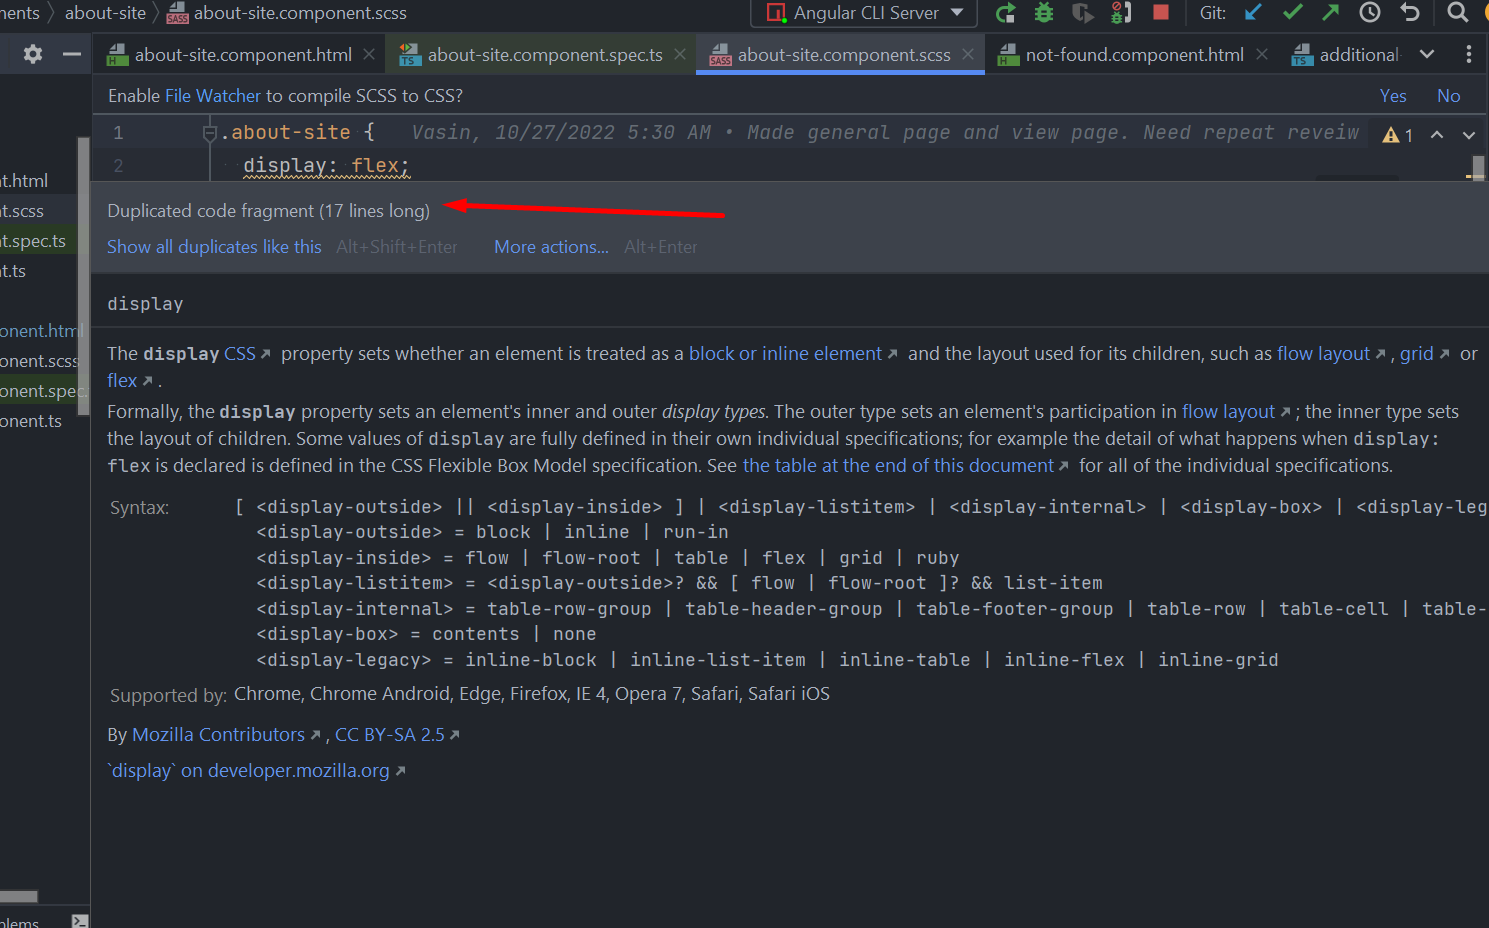 nents about-site about-site.component.scss Angular CLI Server Git:
about-site.component.html about-site.component.spec.ts about-site.component.scss not-found.component.html additional-
Enable File Watcher to compile SCSS to CSS? Yes No
1 .about-site { Vasin, 10/27/2022 5:30 AM • Made general page and view page. Need repeat reveiw 1
2 display: flex;
t.html
Duplicated code fragment (17 lines long)
t.scss
t.spec.ts
Show all duplicates like this Alt+Shift+Enter More actions... Alt+Enter
t.ts
display
onent.html
The display CSS property sets whether an element is treated as a block or inline element and the layout used for its children, such as flow layout , grid or
onent.scss
flex .
onent.spec.
Formally, the display property sets an element's inner and outer display types. The outer type sets an element's participation in flow layout ; the inner type sets
onent.ts
the layout of children. Some values of display are fully defined in their own individual specifications; for example the detail of what happens when display:
flex is declared is defined in the CSS Flexible Box Model specification. See the table at the end of this document for all of the individual specifications.
Syntax: [ <display-outside> || <display-inside> ] | <display-listitem> | <display-internal> | <display-box> | <display-leg
<display-outside> = block | inline | run-in
<display-inside> = flow | flow-root | table | flex | grid | ruby
<display-listitem> = <display-outside>? && [ flow | flow-root ]? && list-item
<display-internal> = table-row-group | table-header-group | table-footer-group | table-row | table-cell | table-
<display-box> = contents | none
<display-legacy> = inline-block | inline-list-item | inline-table | inline-flex | inline-grid
Supported by: Chrome, Chrome Android, Edge, Firefox, IE 4, Opera 7, Safari, Safari iOS
By Mozilla Contributors , CC BY-SA 2.5
`display` on developer.mozilla.org
blems